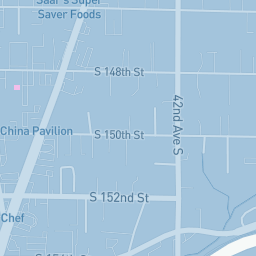 Saar's Super
Saver Foods
S 148th St
42nd Ave S
China Pavilion
S 150th St
S 152nd St
Chef